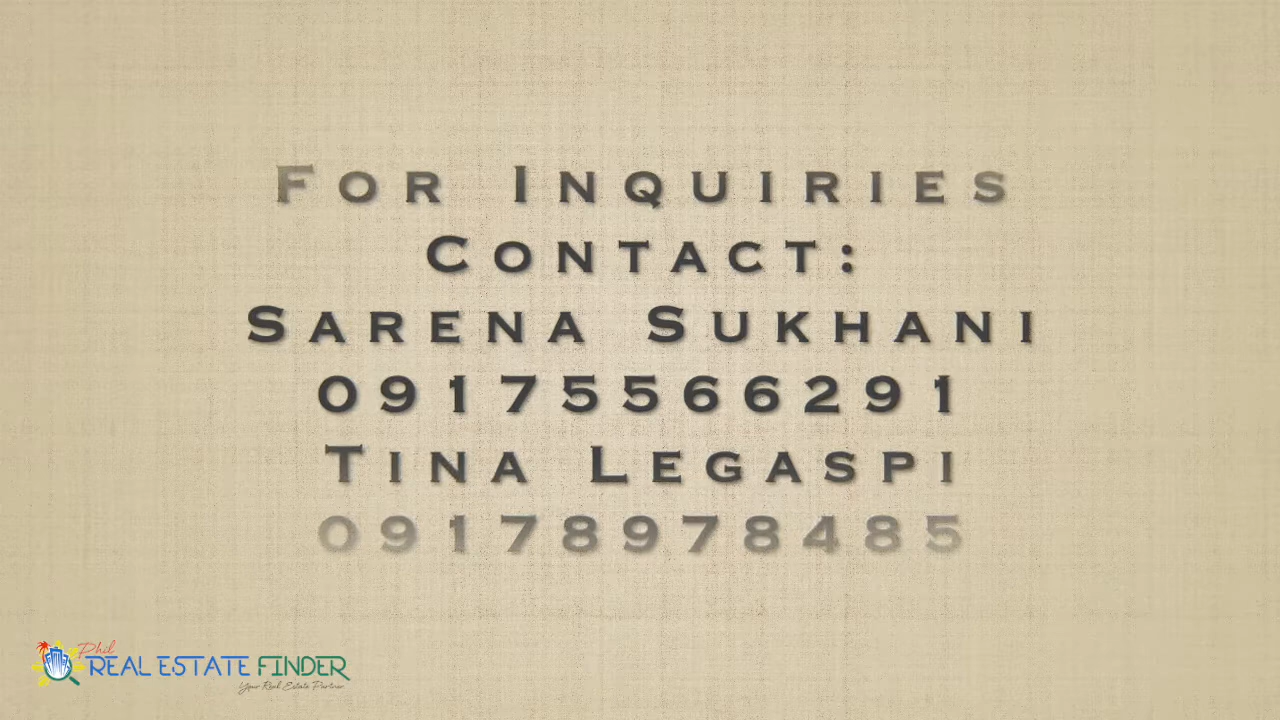 For Inquiries
Contact:
Sarena Sukhani
09175566291
Tina Legaspi
09178978485
Phil
REAL ESTATE FINDER
Your Real Estate Partner